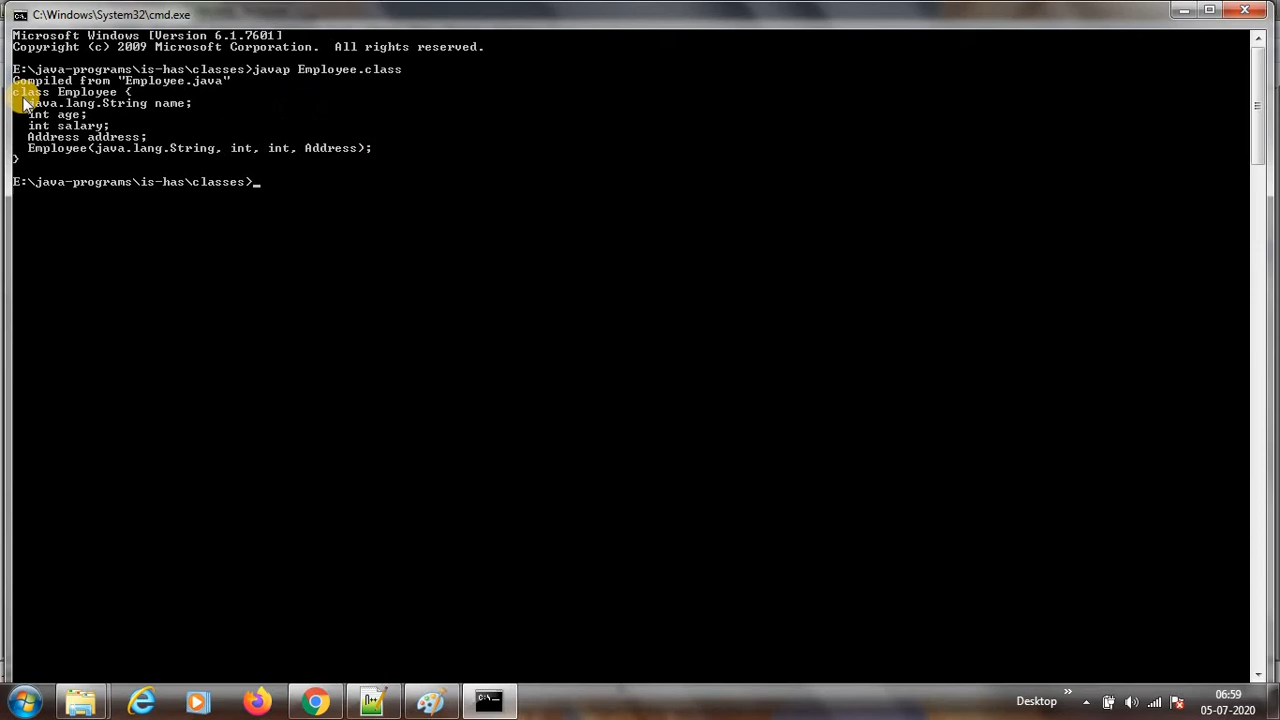 C:\Windows\System32\cmd.exe
Microsoft Windows [Version 6.1.7601]
Copyright (c) 2009 Microsoft Corporation.  All rights reserved.
E:\java-programs\is-has\classes>javap Employee.class
Compiled from "Employee.java"
class Employee {
java.lang.String name;
int age;
int salary;
Address address;
Employee(java.lang.String, int, int, Address);
}
E:\java-programs\is-has\classes>_
Desktop
06:59
05-07-2020